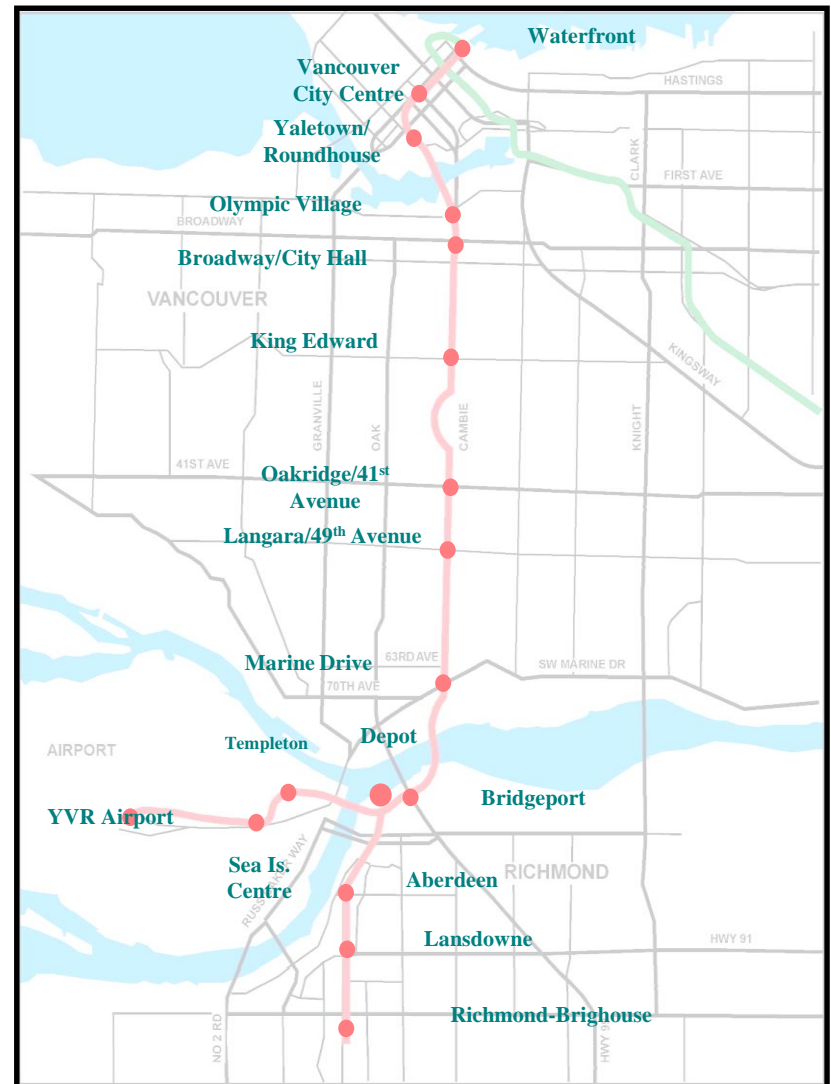 Waterfront
Vancouver
City Centre
HASTINGS
Yaletown/
Roundhouse
CLARK
FIRST AVE
Olympic Village
BROADWAY
Broadway/City Hall
VANCOUVER
King Edward
KINGSWAY
GRANVILLE
OAK
CAMBIE
KNIGHT
41ST AVE
Oakridge/41st
Avenue
Langara/49th Avenue
63RD AVE
Marine Drive
SW MARINE DR
70TH AVE
Depot
Templeton
AIRPORT
Bridgeport
YVR Airport
Sea Is.
Centre
RICHMOND
Aberdeen
Lansdowne
HWY 91
Richmond-Brighouse
NO 2 RD